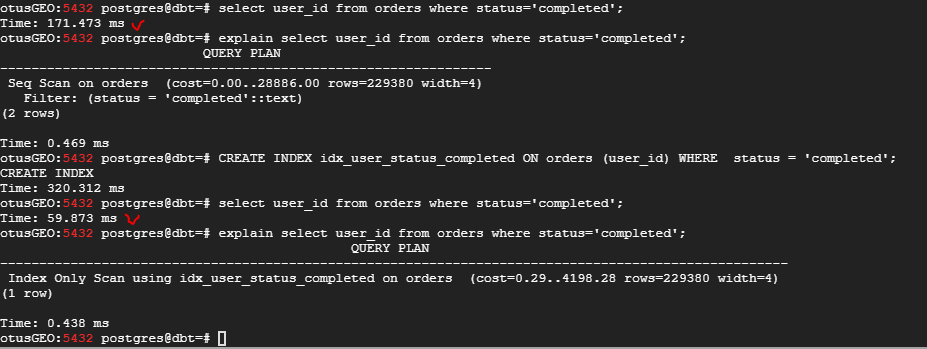 otusGEO:5432 postgres@dbt=# select user_id from orders where status='completed';
Time: 171.473 ms
otusGEO:5432 postgres@dbt=# explain select user_id from orders where status='completed';
QUERY PLAN
---------------------------------------------------------------
Seq Scan on orders  (cost=0.00..28886.00 rows=229380 width=4)
Filter: (status = 'completed'::text)
(2 rows)
Time: 0.469 ms
otusGEO:5432 postgres@dbt=# CREATE INDEX idx_user_status_completed ON orders (user_id) WHERE  status = 'completed';
CREATE INDEX
Time: 320.312 ms
otusGEO:5432 postgres@dbt=# select user_id from orders where status='completed';
Time: 59.873 ms
otusGEO:5432 postgres@dbt=# explain select user_id from orders where status='completed';
QUERY PLAN
-----------------------------------------------------------------------------------------------------
Index Only Scan using idx_user_status_completed on orders  (cost=0.29..4198.28 rows=229380 width=4)
(1 row)
Time: 0.438 ms
otusGEO:5432 postgres@dbt=#